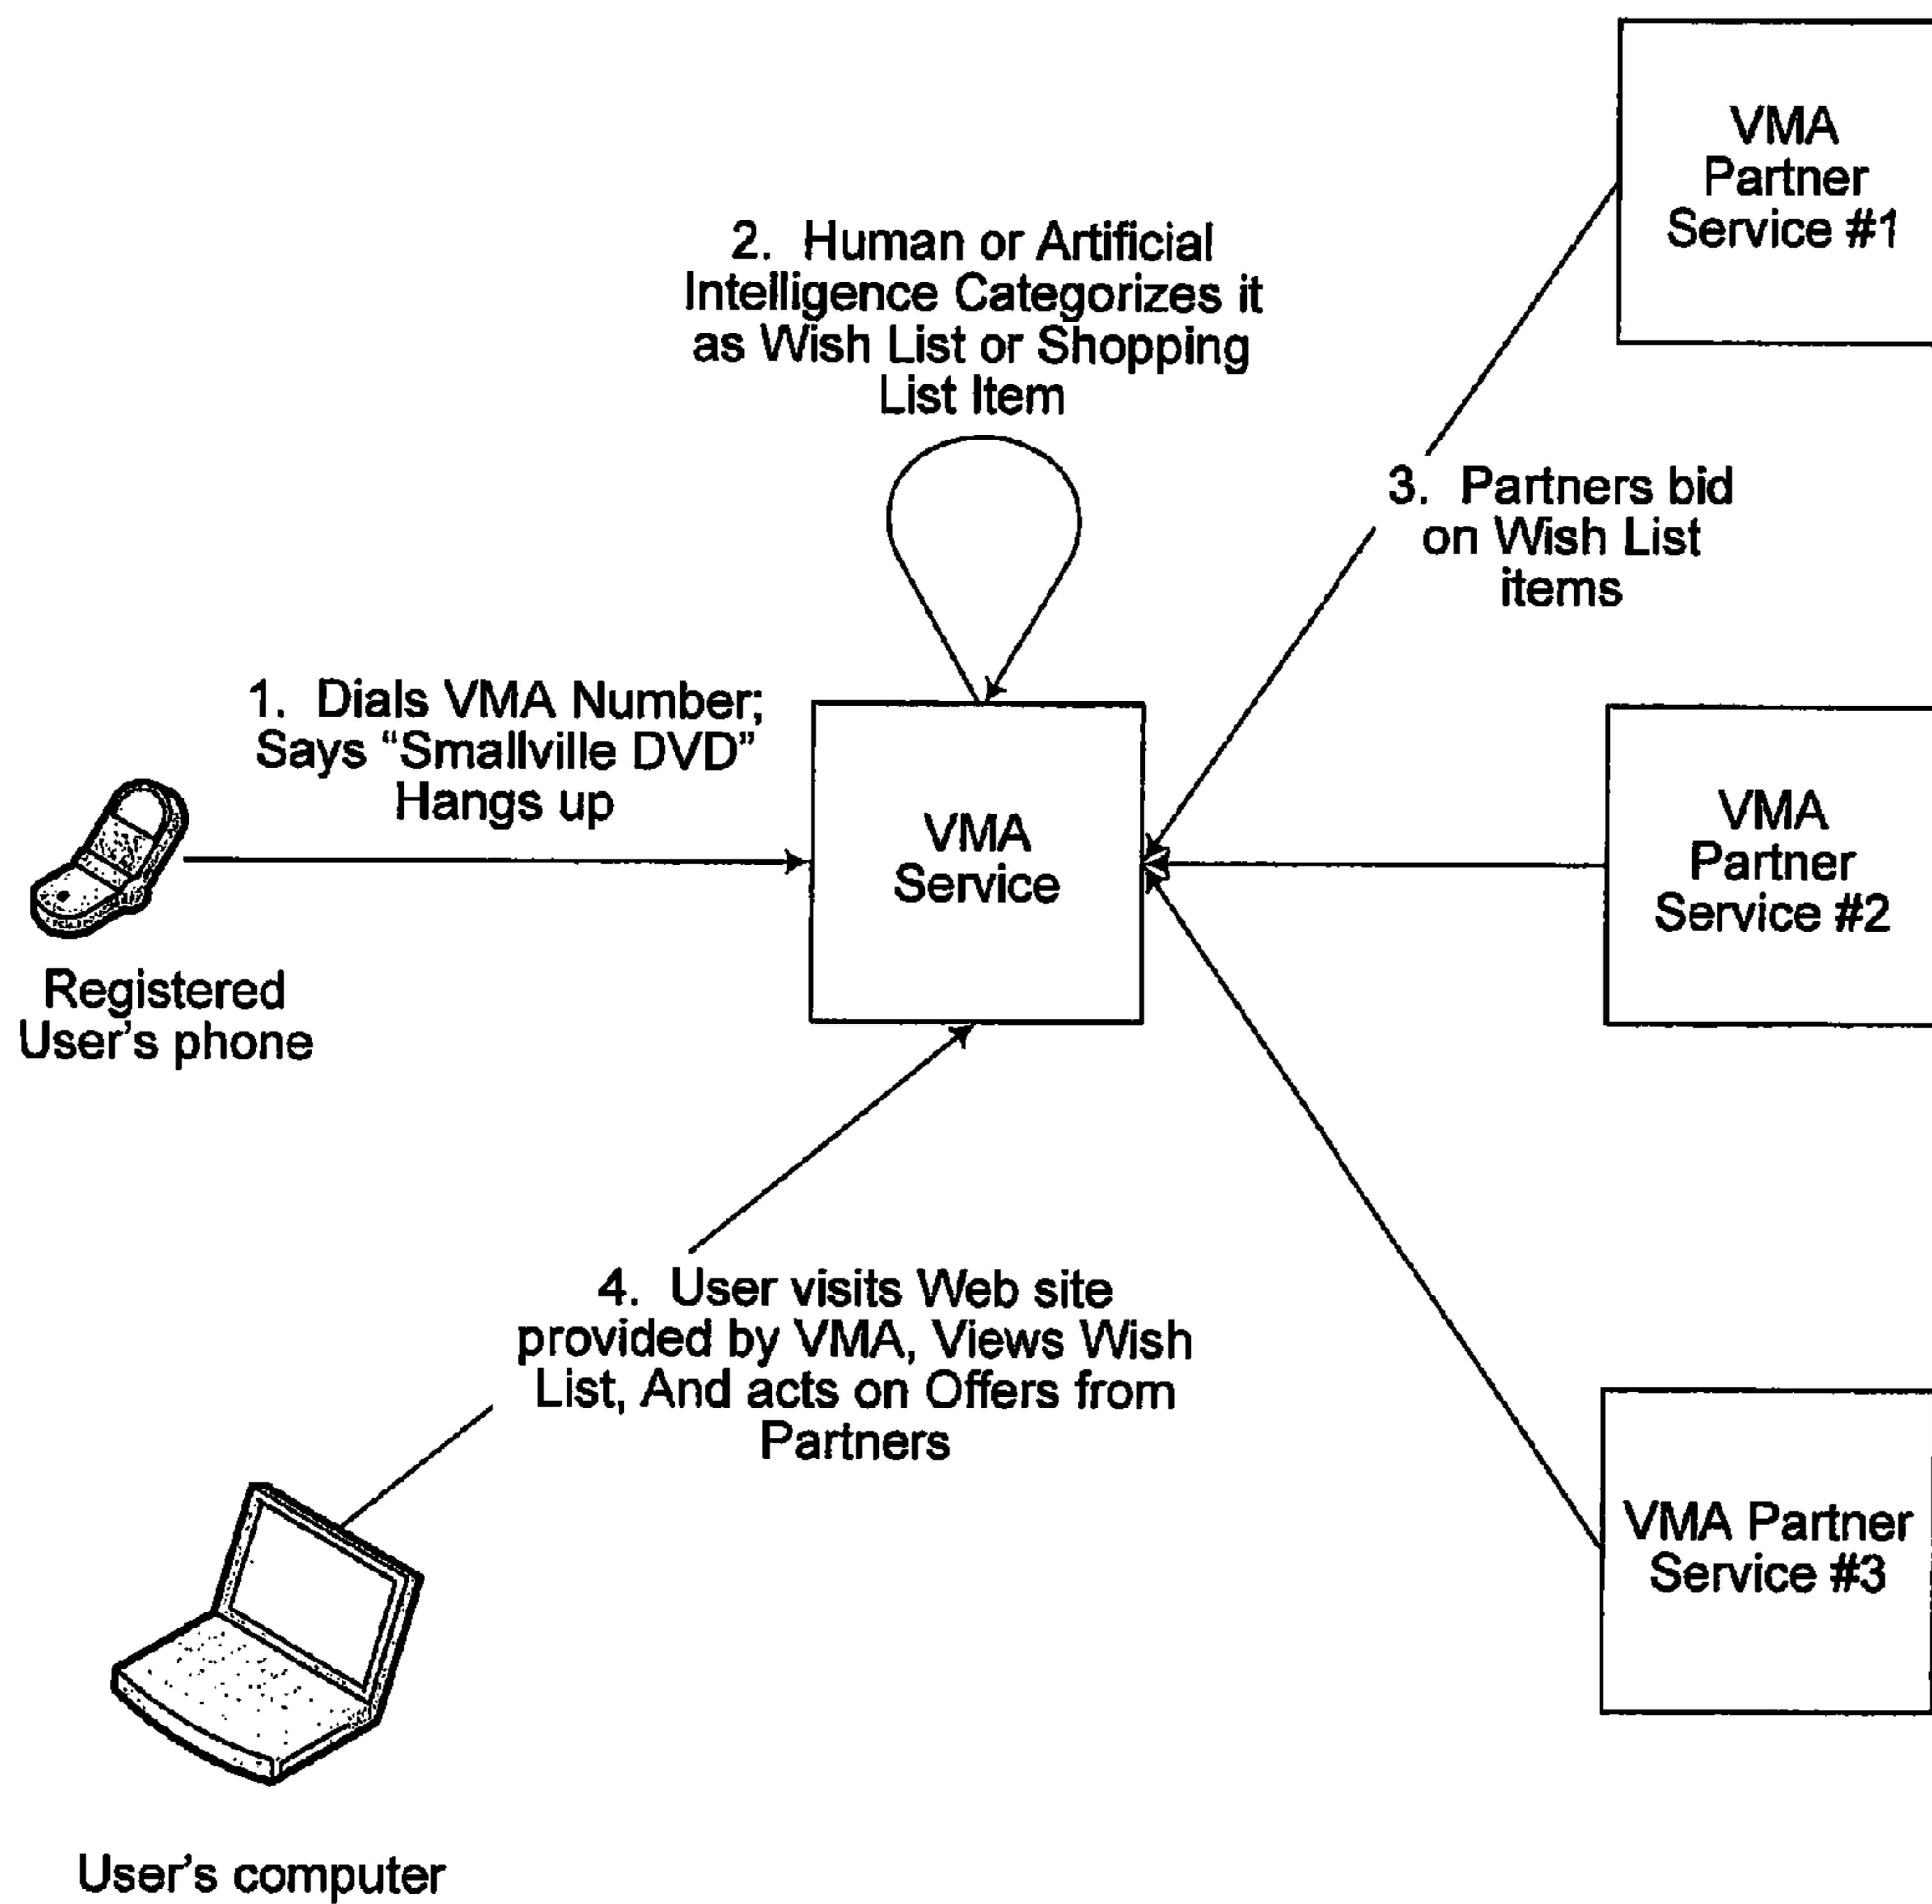 VMA
Partner
Service #1
2. Human or Artificial
Intelligence Categorizes it
as Wish List or Shopping
List Item
3. Partners bid
on Wish List
items
1. Dials VMA Number;
Says “Smallville DVD”
Hangs up
VMA
Service
VMA
Partner
Service #2
Registered
User’s phone
4. User visits Web site
provided by VMA, Views Wish
List, And acts on Offers from
Partners
VMA Partner
Service #3
User’s computer